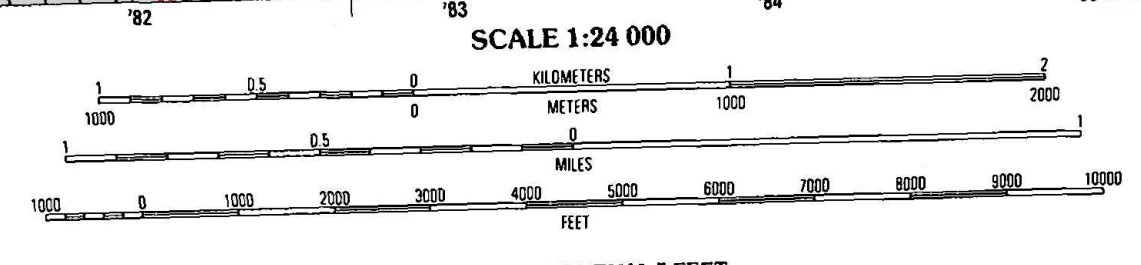 '82 '83 '84
SCALE 1:24 000
1 0.5 0 KILOMETERS 1 2
1000 0 METERS 1000 2000
1 0.5 0 1
MILES
1000 0 1000 2000 3000 4000 5000 6000 7000 8000 9000 10000
FEET